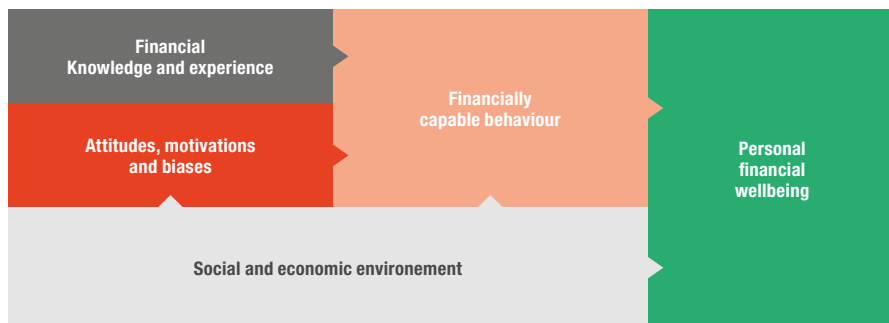 Financial
Knowledge and experience
Attitudes, motivations
and biases
Financially
capable behaviour
Personal
financial
wellbeing
Social and economic environement